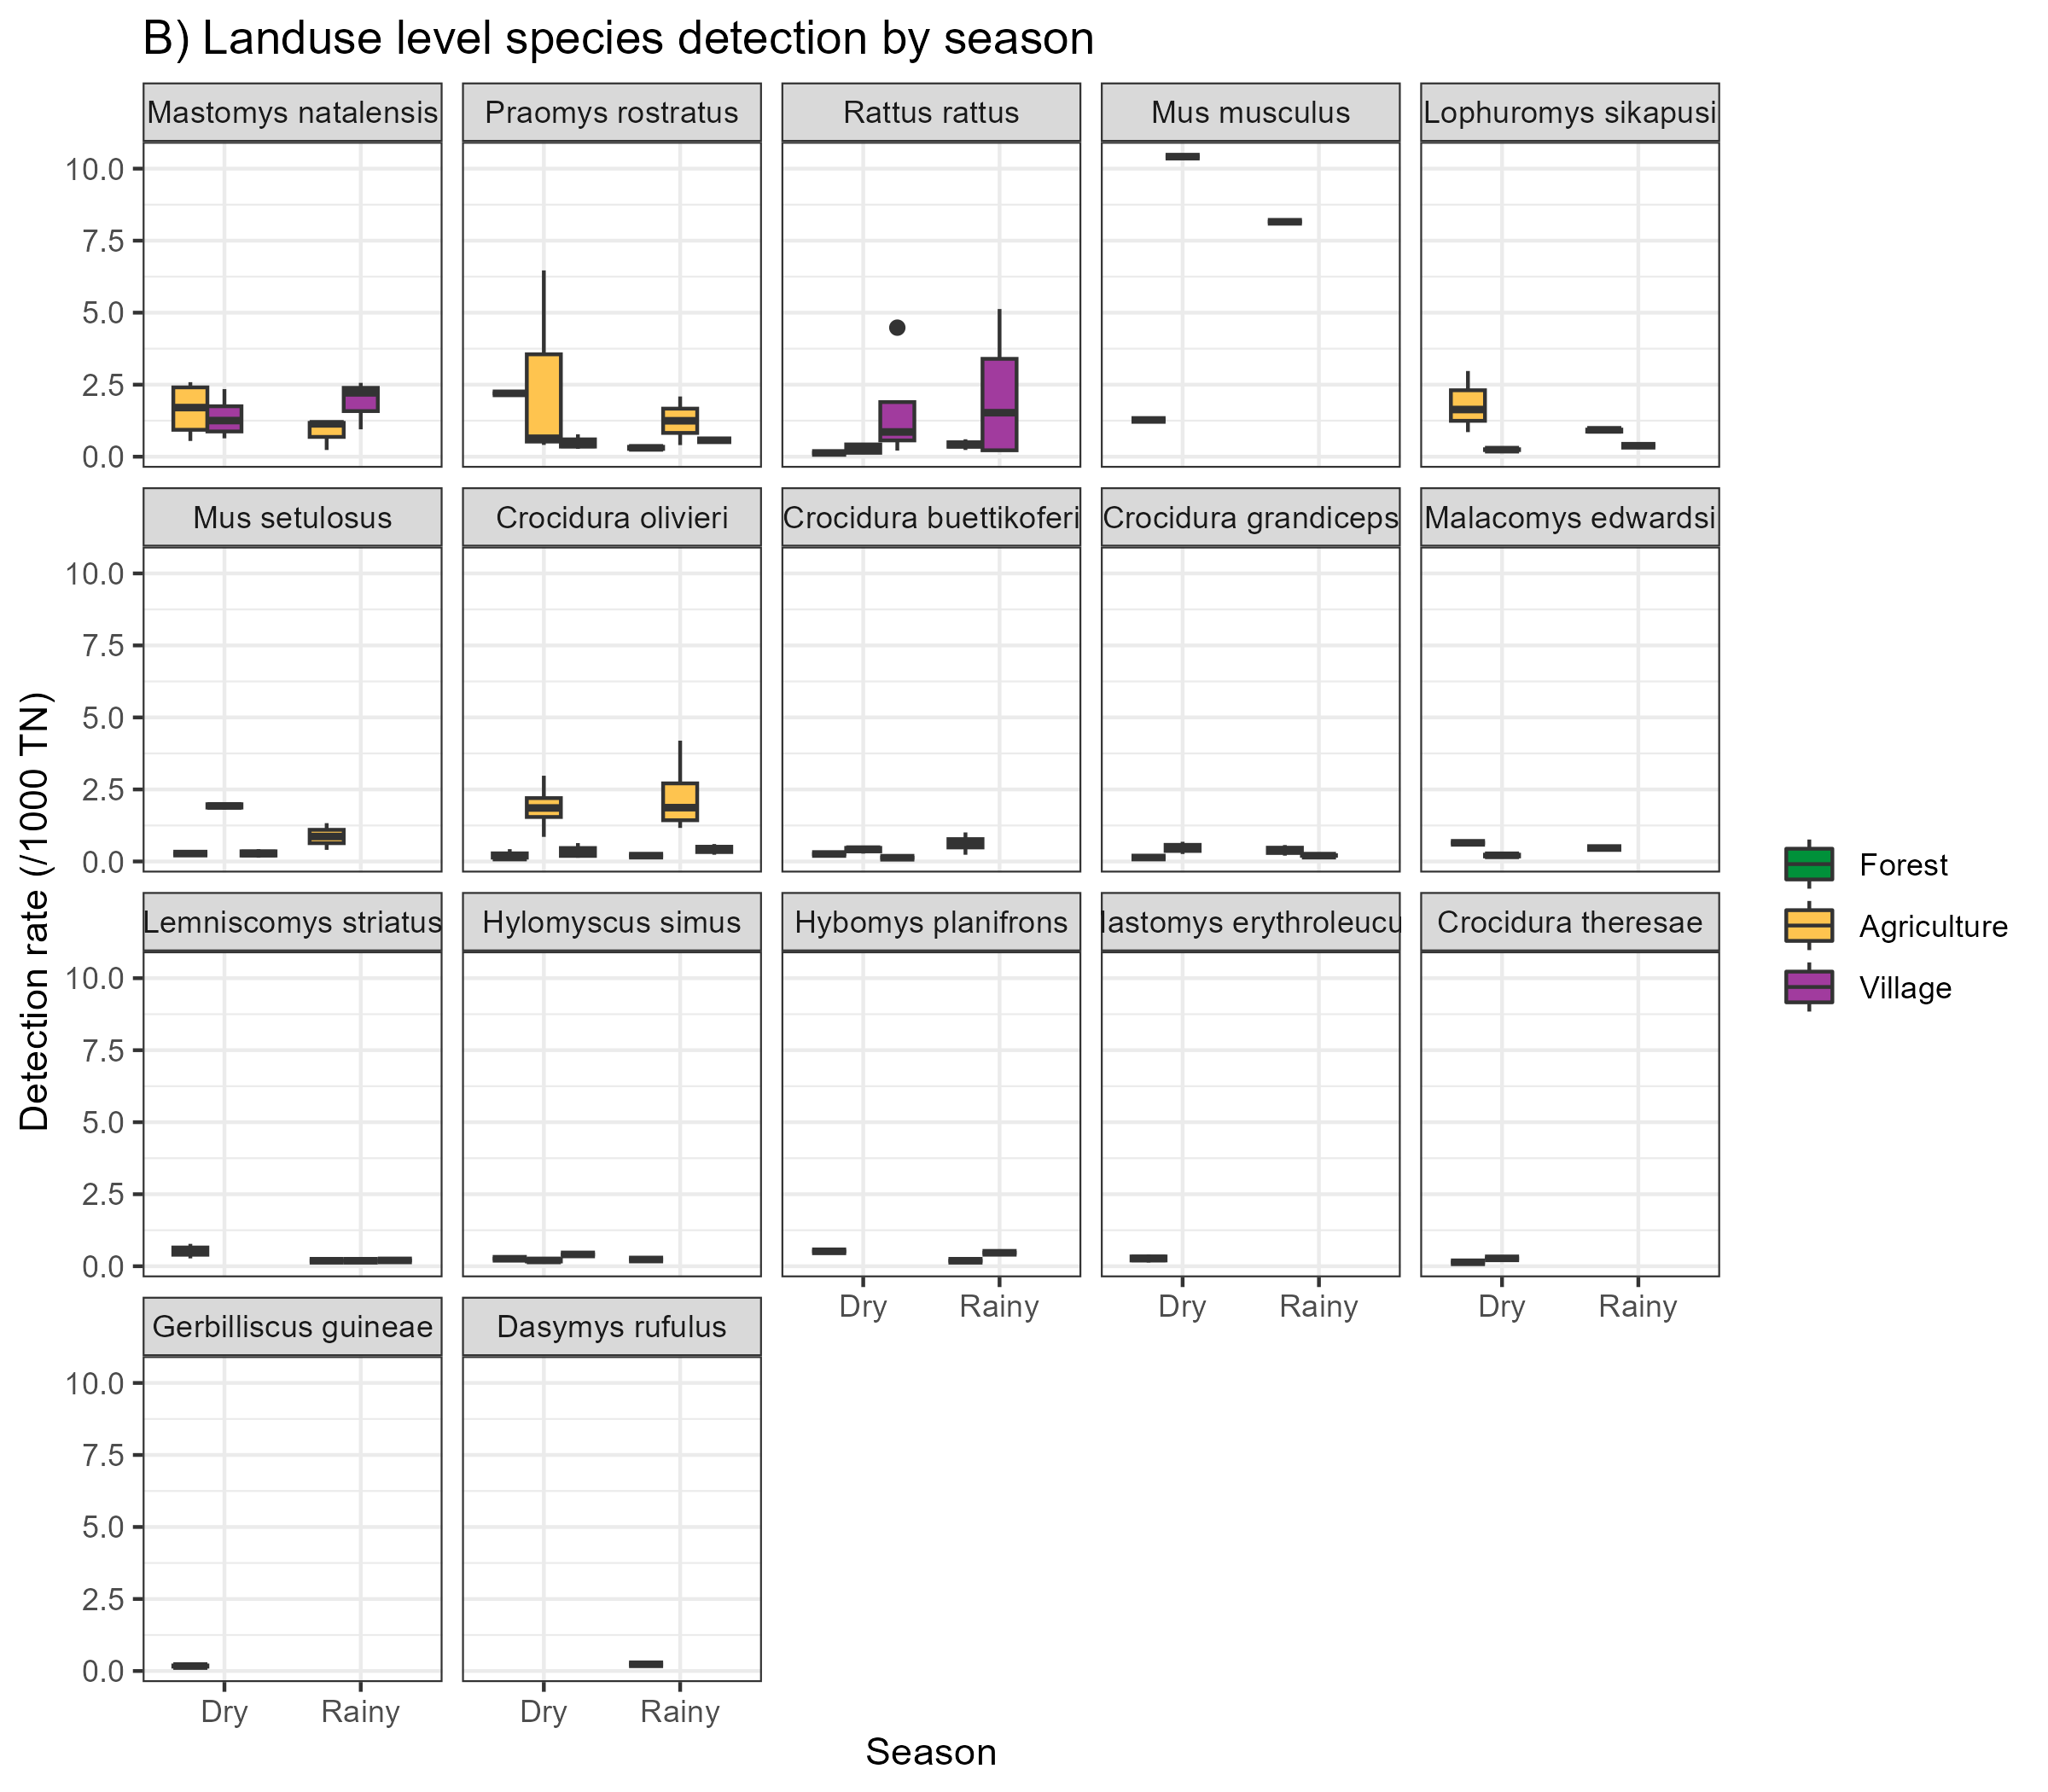 B) Landuse level species detection by season
Mastomys natalensis
Praomys rostratus
Rattus rattus
Mus musculus
Lophuromys sikapusi
10.0
7.5
5.0
2.5
0.0
Mus setulosus
Crocidura olivieri
Crocidura buettikoferi
Crocidura grandiceps
Malacomys edwardsi
10.0
7.5
5.0
2.5
0.0
Lemniscomys striatus
Hylomyscus simus
Hybomys planifrons
lastomys erythroleucu
Crocidura theresae
10.0
7.5
5.0
2.5
0.0
Dry
Rainy
Dry
Rainy
Dry
Rainy
Gerbilliscus guineae
Dasymys rufulus
10.0
7.5
5.0
2.5
0.0
Dry
Rainy
Dry
Rainy
Season
Detection rate (/1000 TN)
Forest
Agriculture
Village